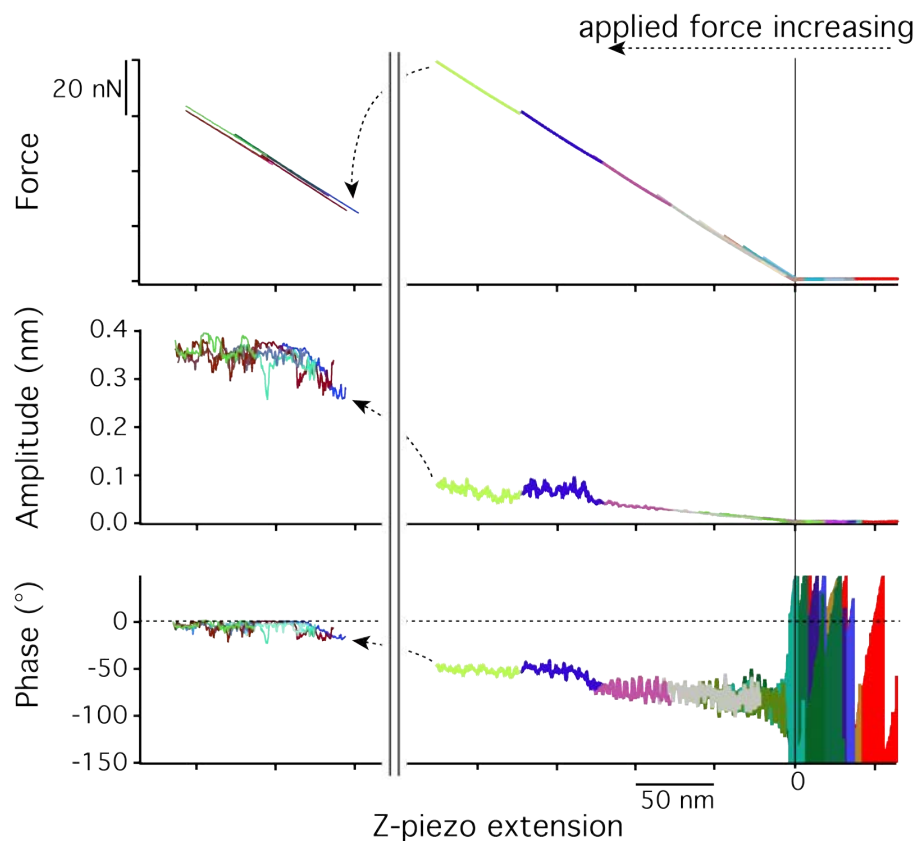 applied force increasing
20 nN
Force
Amplitude (nm)
0.4
0.3
0.2
0.1
0.0
Phase (°)
0
-50
-100
-150
0
50 nm
Z-piezo extension